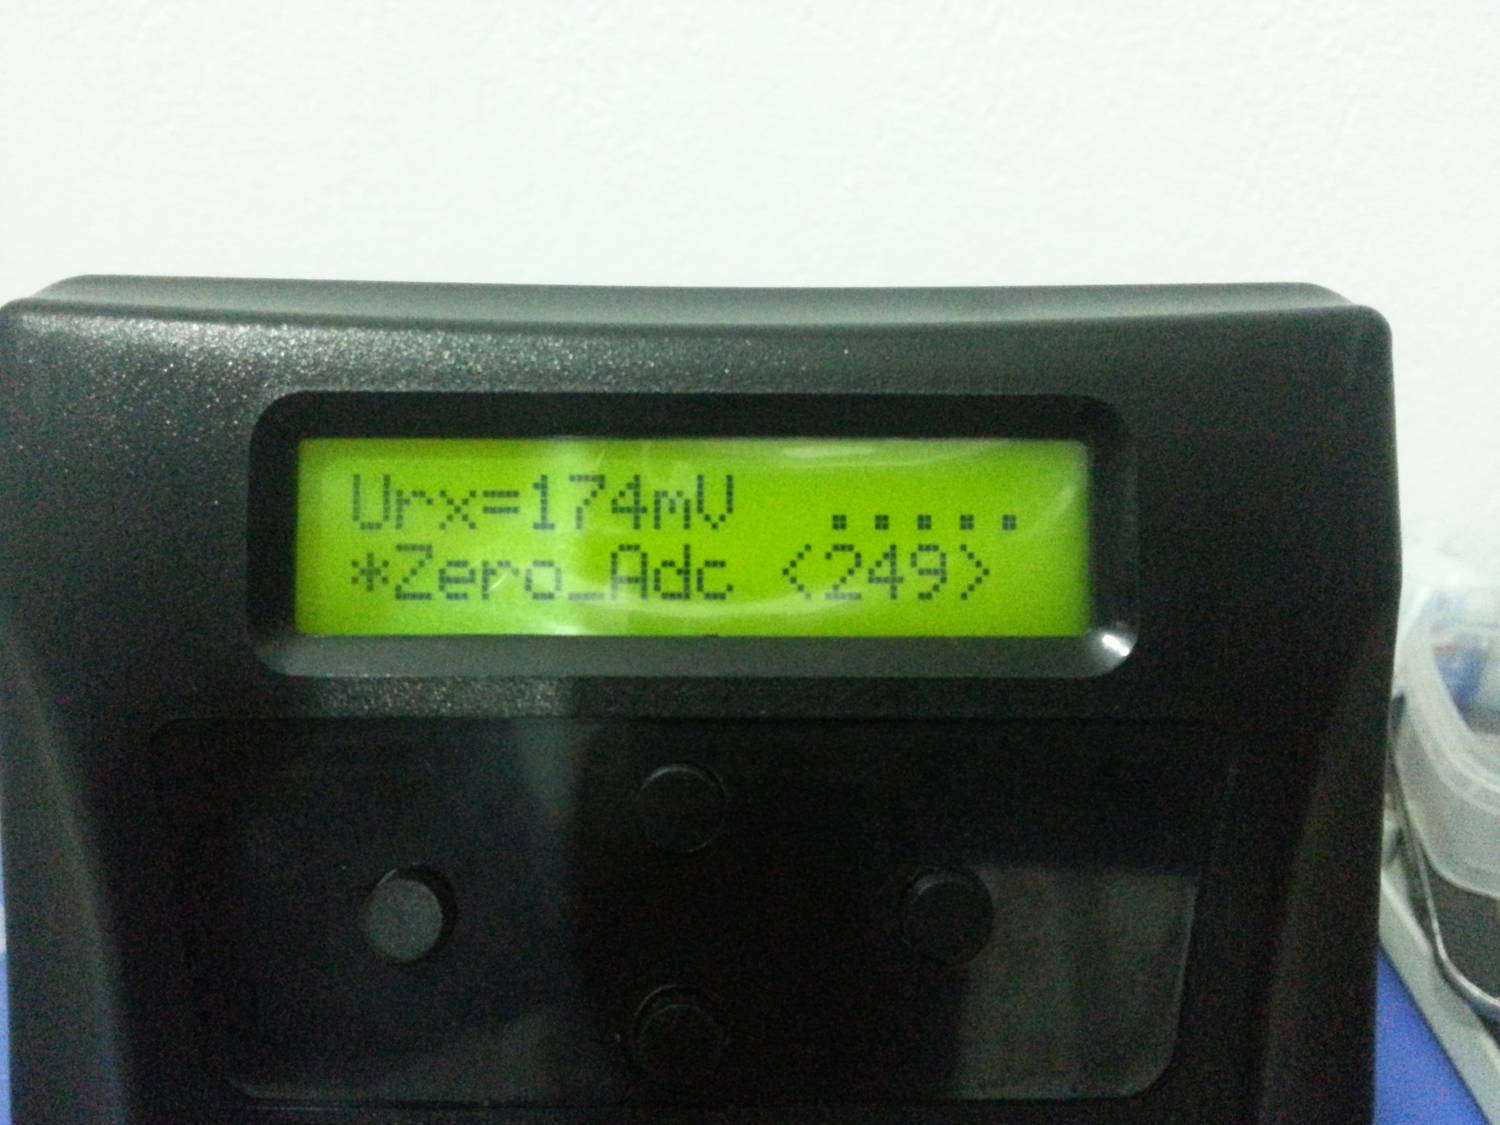 Urx=174mV .....
*Zero_Adc <249>